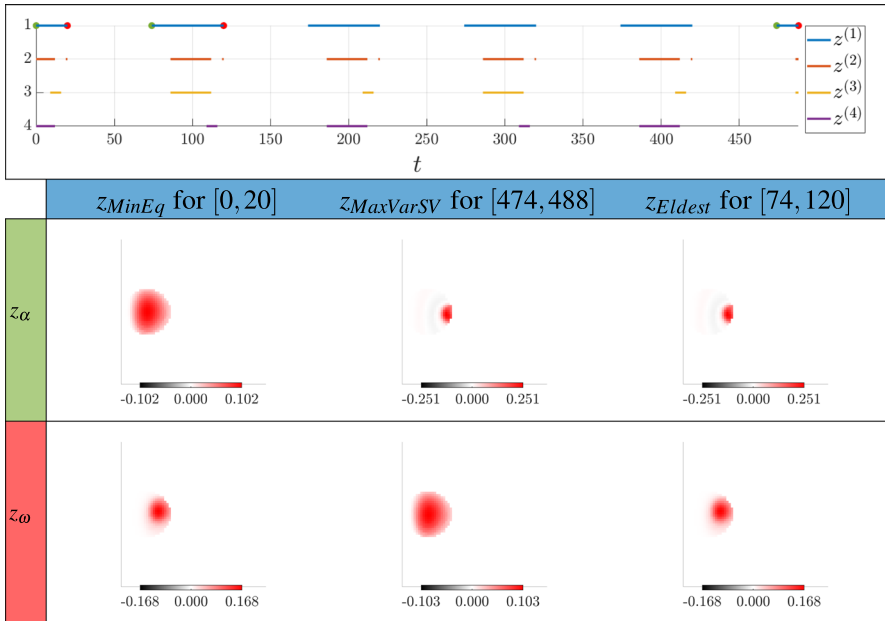 1
2
3
4
0 50 100 150 200 250 300 350 400 450
t
z^(1)
z^(2)
z^(3)
z^(4)
z_MinEq for [0,20] z_MaxVarSV for [474,488] z_Eldest for [74,120]
z_α
-0.102 0.000 0.102 -0.251 0.000 0.251 -0.251 0.000 0.251
z_ω
-0.168 0.000 0.168 -0.103 0.000 0.103 -0.168 0.000 0.168